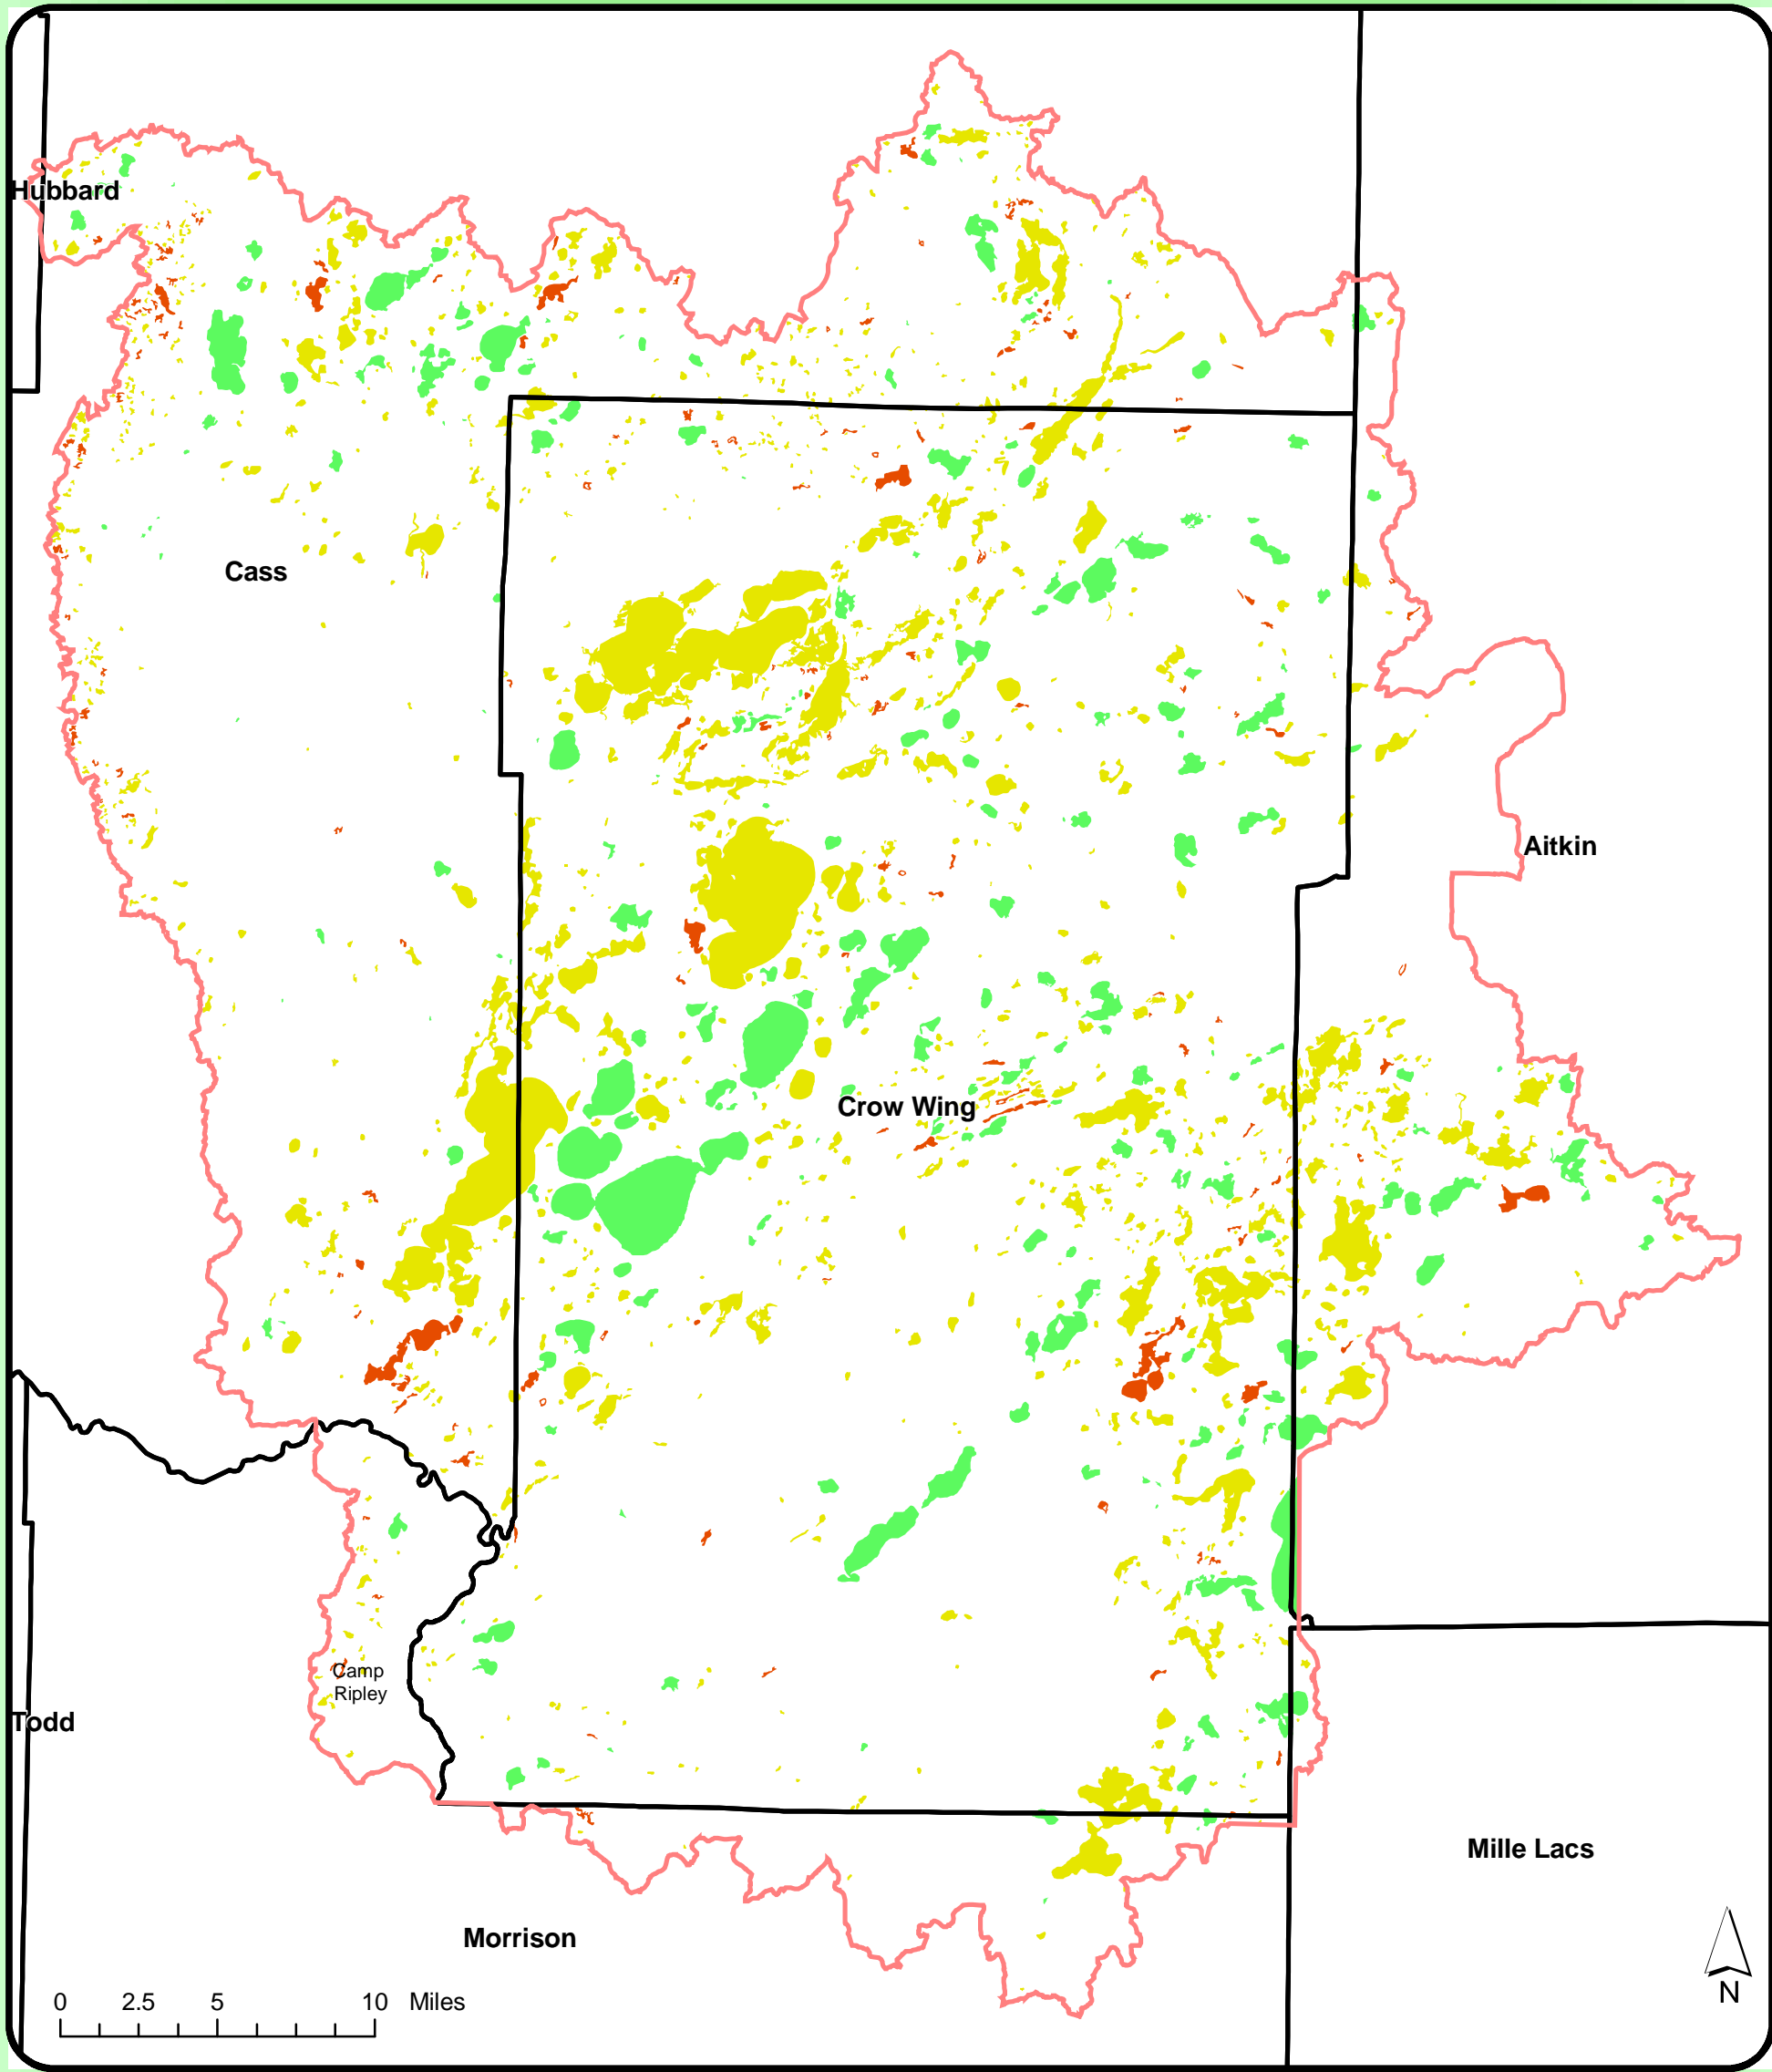 Hubbard
Cass
Aitkin
Crow Wing
Camp
Ripley
Todd
Mille Lacs
Morrison
0 2.5 5 10 Miles
N